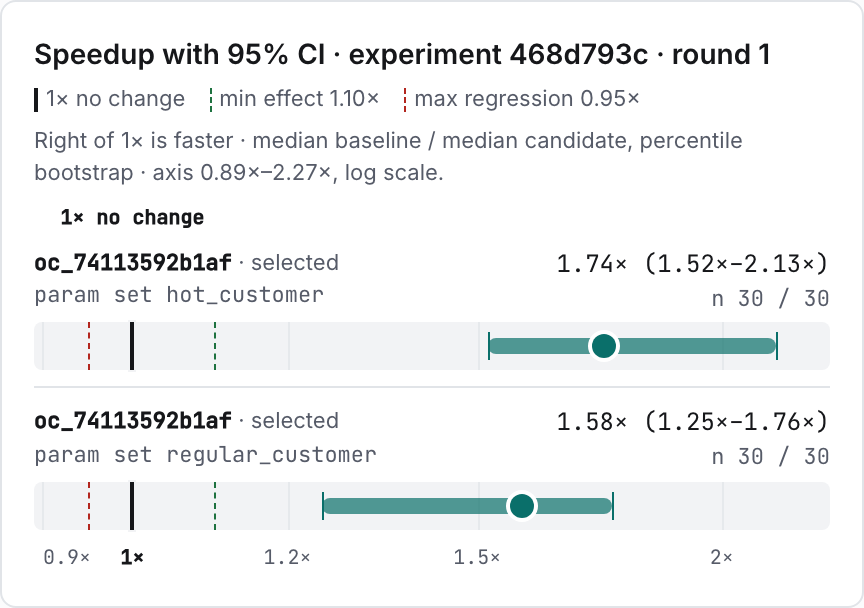 Speedup with 95% CI · experiment 468d793c · round 1
1× no change min effect 1.10× max regression 0.95×
Right of 1× is faster · median baseline / median candidate, percentile
bootstrap · axis 0.89×–2.27×, log scale.
1× no change
oc_74113592b1af · selected 1.74× (1.52×–2.13×)
param set hot_customer n 30 / 30
oc_74113592b1af · selected 1.58× (1.25×–1.76×)
param set regular_customer n 30 / 30
0.9× 1× 1.2× 1.5× 2×